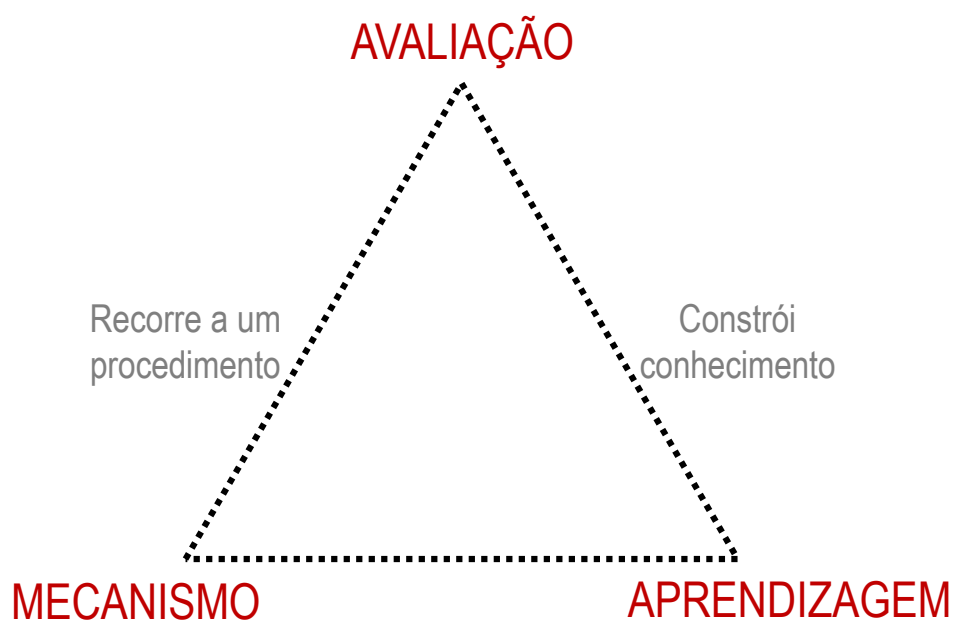 AVALIAÇÃO
Recorre a um
procedimento
Constrói
conhecimento
MECANISMO
APRENDIZAGEM